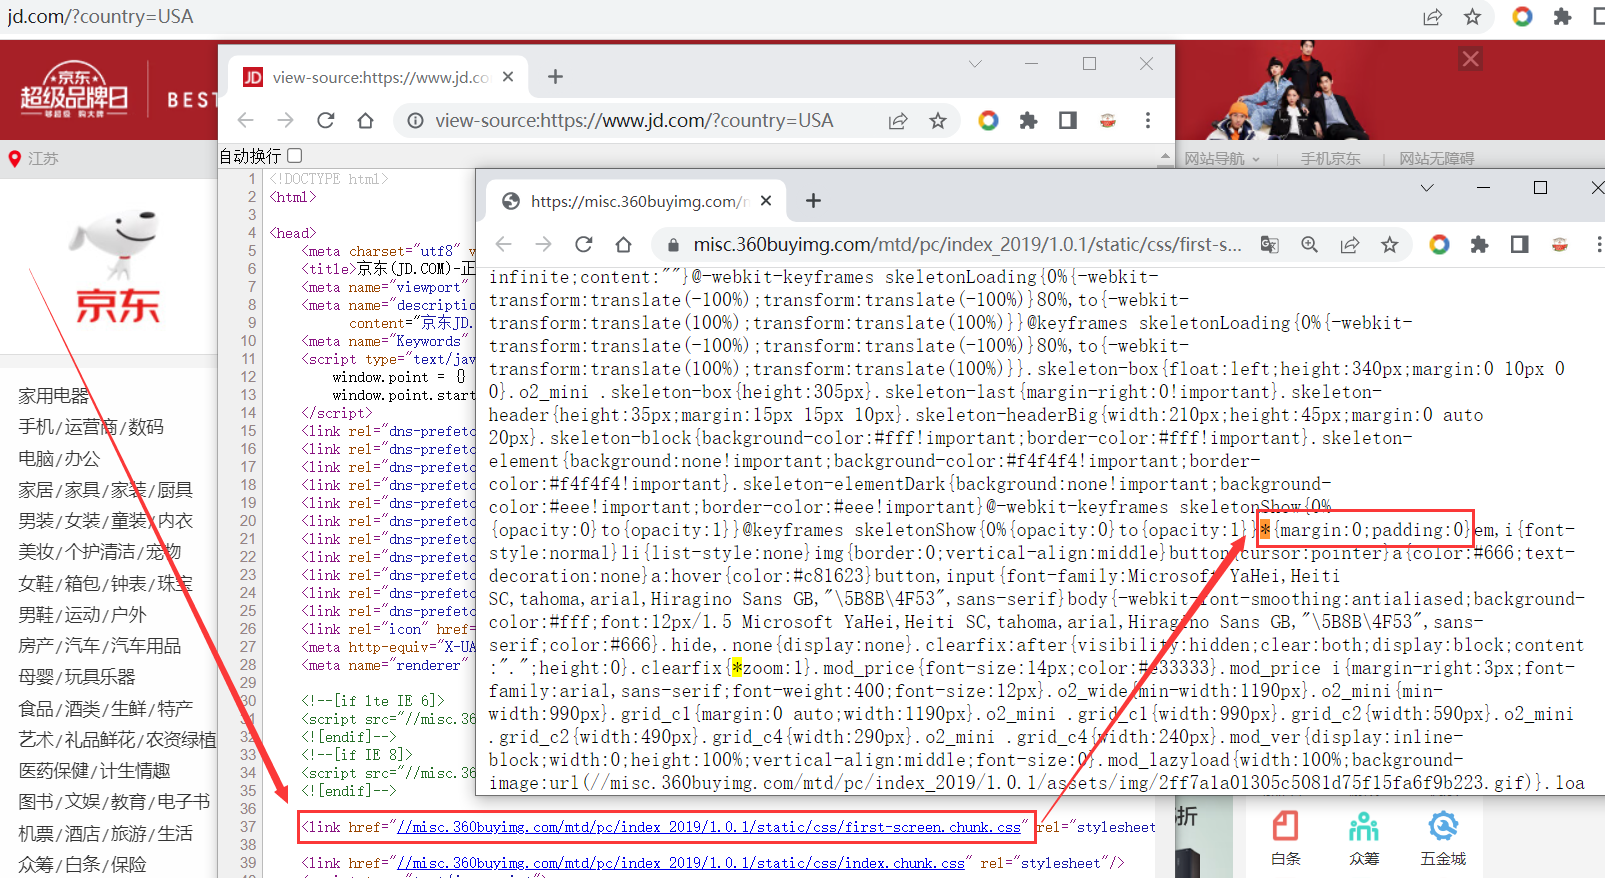 jd.com/?country=USA
京东
超级品牌日
够超级 购大牌
BEST
江苏
京东
家用电器
手机/运营商/数码
电脑/办公
家居/家具/家装/厨具
男装/女装/童装/内衣
美妆/个护清洁/宠物
女鞋/箱包/钟表/珠宝
男鞋/运动/户外
房产/汽车/汽车用品
母婴/玩具乐器
食品/酒类/生鲜/特产
艺术/礼品鲜花/农资绿植
医药保健/计生情趣
图书/文娱/教育/电子书
机票/酒店/旅游/生活
众筹/白条/保险
JD view-source:https://www.jd.co
view-source:https://www.jd.com/?country=USA
自动换行
1 <!DOCTYPE html>
2 <html>
3
4 <head>
5 <meta charset="utf8" v
6 <title>京东(JD.COM)-正
7 <meta name="viewport"
8 <meta name="descriptio
9 content="京东JD.
10 <meta name="Keywords"
11 <script type="text/jav
12 window.point = {}
13 window.point.start
14 </script>
15 <link rel="dns-prefetc
16 <link rel="dns-prefetc
17 <link rel="dns-prefetc
18 <link rel="dns-prefetc
19 <link rel="dns-prefetc
20 <link rel="dns-prefetc
21 <link rel="dns-prefetc
22 <link rel="dns-prefetc
23 <link rel="dns-prefetc
24 <link rel="dns-prefetc
25 <link rel="dns-prefetc
26 <link rel="icon" href=
27 <meta http-equiv="X-UA
28 <meta name="renderer"
29
30 <!--[if lte IE 6]>
31 <script src="//misc.36
32 <![endif]-->
33 <!--[if IE 8]>
34 <script src="//misc.36
35 <![endif]-->
36
37 <link href="//misc.360buyimg.com/mtd/pc/index_2019/1.0.1/static/css/first-screen.chunk.css" rel="stylesheet
38
39 <link href="//misc.360buyimg.com/mtd/pc/index_2019/1.0.1/static/css/index.chunk.css" rel="stylesheet"/>
网站导航
手机京东
网站无障碍
https://misc.360buyimg.com/m
misc.360buyimg.com/mtd/pc/index_2019/1.0.1/static/css/first-s...
infinite;content:""}@-webkit-keyframes skeletonLoading{0%{-webkit-
transform:translate(-100%);transform:translate(-100%)}80%,to{-webkit-
transform:translate(100%);transform:translate(100%)}}@keyframes skeletonLoading{0%{-webkit-
transform:translate(-100%);transform:translate(-100%)}80%,to{-webkit-
transform:translate(100%);transform:translate(100%)}}.skeleton-box{float:left;height:340px;margin:0 10px 0
0}.o2_mini .skeleton-box{height:305px}.skeleton-last{margin-right:0!important}.skeleton-
header{height:35px;margin:15px 15px 10px}.skeleton-headerBig{width:210px;height:45px;margin:0 auto
20px}.skeleton-block{background-color:#fff!important;border-color:#fff!important}.skeleton-
element{background:none!important;background-color:#f4f4f4!important;border-
color:#f4f4f4!important}.skeleton-elementDark{background:none!important;background-
color:#eee!important;border-color:#eee!important}@-webkit-keyframes skeletonShow{0%
{opacity:0}to{opacity:1}}@keyframes skeletonShow{0%{opacity:0}to{opacity:1}}*{margin:0;padding:0}em,i{font-
style:normal}li{list-style:none}img{border:0;vertical-align:middle}button{cursor:pointer}a{color:#666;text-
decoration:none}a:hover{color:#c81623}button,input{font-family:Microsoft YaHei,Heiti
SC,tahoma,arial,Hiragino Sans GB,"\5B8B\4F53",sans-serif}body{-webkit-font-smoothing:antialiased;background-
color:#fff;font:12px/1.5 Microsoft YaHei,Heiti SC,tahoma,arial,Hiragino Sans GB,"\5B8B\4F53",sans-
serif;color:#666}.hide,.none{display:none}.clearfix:after{visibility:hidden;clear:both;display:block;content
:".";height:0}.clearfix{*zoom:1}.mod_price{font-size:14px;color:#e33333}.mod_price i{margin-right:3px;font-
family:arial,sans-serif;font-weight:400;font-size:12px}.o2_wide{min-width:1190px}.o2_mini{min-
width:990px}.grid_c1{margin:0 auto;width:1190px}.o2_mini .grid_c1{width:990px}.grid_c2{width:590px}.o2_mini
.grid_c2{width:490px}.grid_c4{width:290px}.o2_mini .grid_c4{width:240px}.mod_ver{display:inline-
block;width:0;height:100%;vertical-align:middle;font-size:0}.mod_lazyload{width:100%;background-
image:url(//misc.360buyimg.com/mtd/pc/index_2019/1.0.1/assets/img/2ff7a1a01305c5081d75f15fa6f9b223.gif)}.loa
折
白条
众筹
五金城